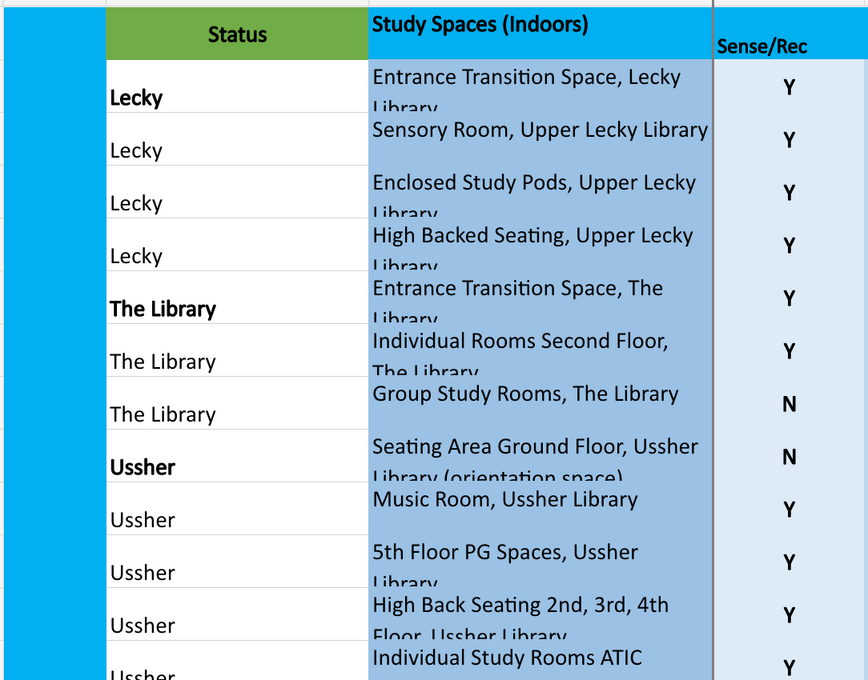 Status
Study Spaces (Indoors)
Sense/Rec
Lecky
Entrance Transition Space, Lecky
Library
Y
Lecky
Sensory Room, Upper Lecky Library
Y
Lecky
Enclosed Study Pods, Upper Lecky
Library
Y
Lecky
High Backed Seating, Upper Lecky
Library
Y
The Library
Entrance Transition Space, The
Library
Y
The Library
Individual Rooms Second Floor,
The Library
Y
The Library
Group Study Rooms, The Library
N
Ussher
Seating Area Ground Floor, Ussher
Library (orientation space)
N
Ussher
Music Room, Ussher Library
Y
Ussher
5th Floor PG Spaces, Ussher
Library
Y
Ussher
High Back Seating 2nd, 3rd, 4th
Floor, Ussher Library
Y
Ussher
Individual Study Rooms ATIC
Y